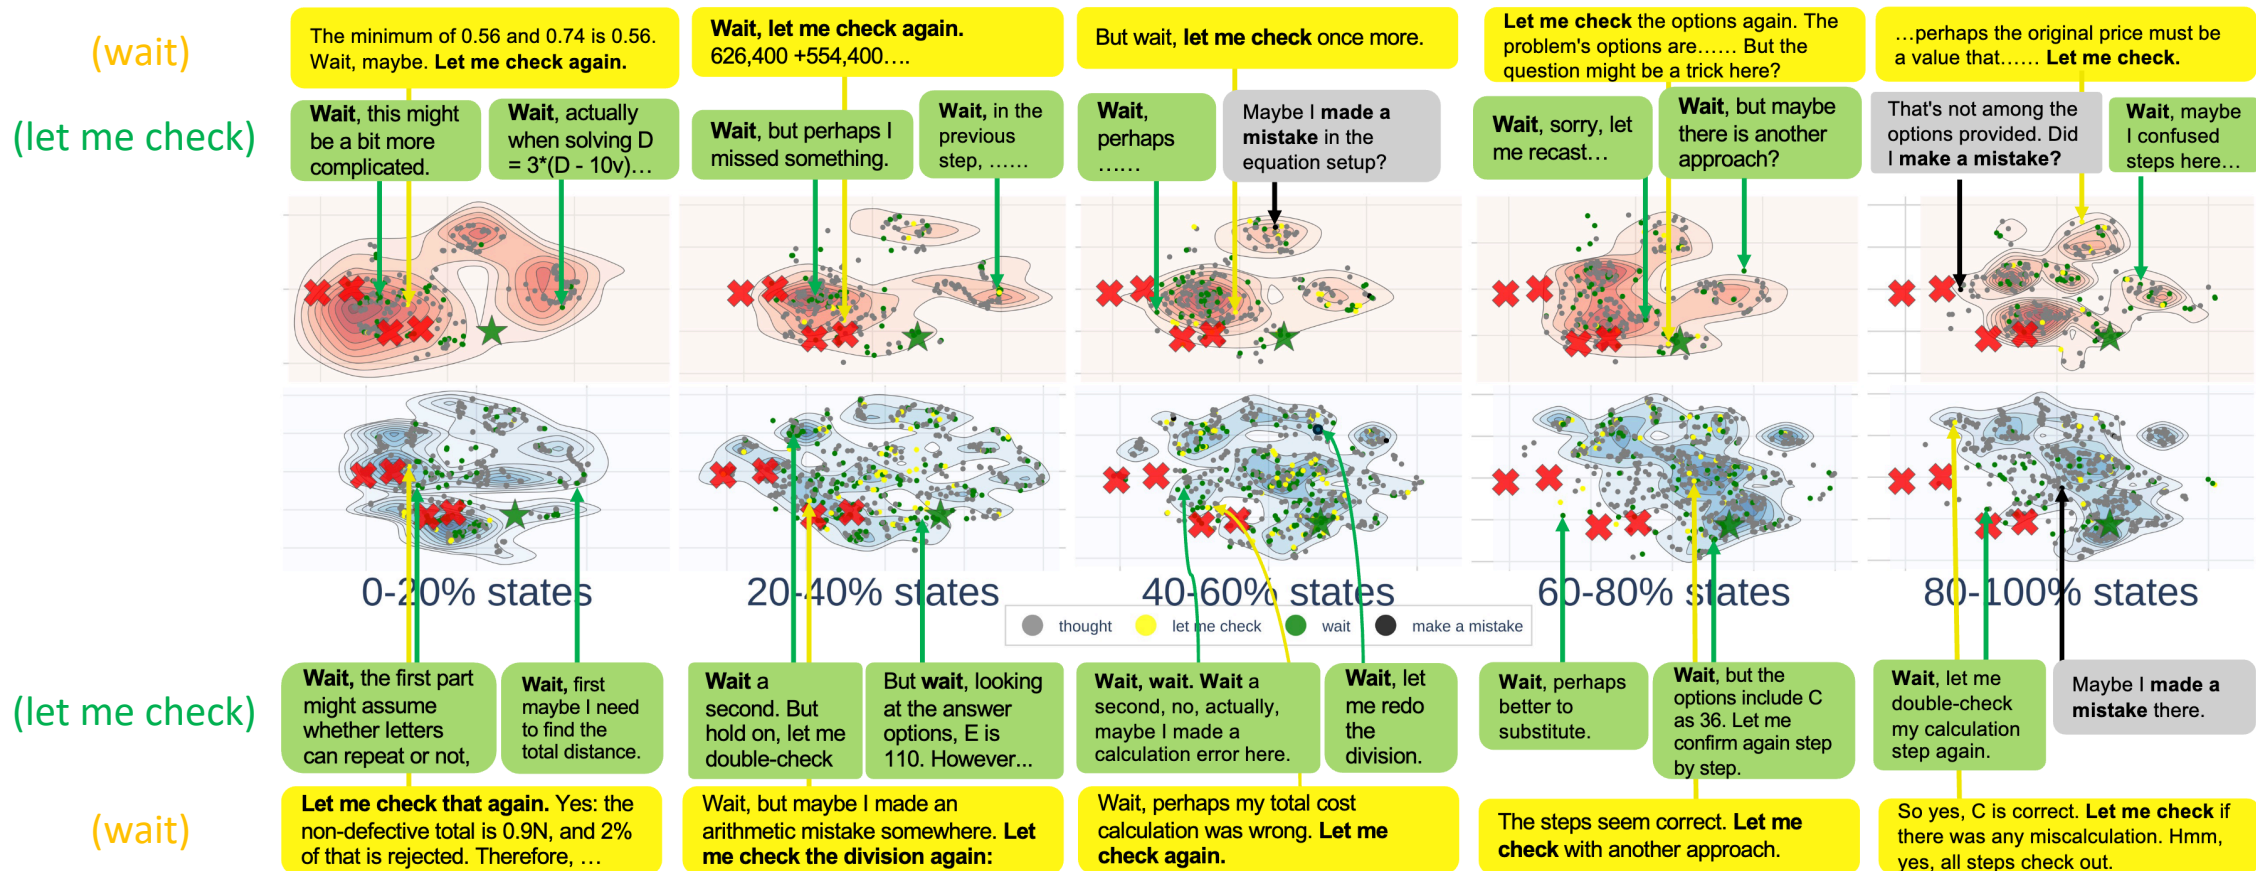 (wait)
The minimum of 0.56 and 0.74 is 0.56.
Wait, maybe. Let me check again.
Wait, let me check again.
626,400 +554,400….
But wait, let me check once more.
Let me check the options again. The
problem's options are…… But the
question might be a trick here?
…perhaps the original price must be
a value that…… Let me check.
(let me check)
Wait, this might
be a bit more
complicated.
Wait, actually
when solving D
= 3*(D - 10v)…
Wait, but perhaps I
missed something.
Wait, in the
previous
step, ……
Wait,
perhaps
……
Maybe I made a
mistake in the
equation setup?
Wait, sorry, let
me recast…
Wait, but maybe
there is another
approach?
That's not among the
options provided. Did
I make a mistake?
Wait, maybe
I confused
steps here…
0-20% states
20-40% states
40-60% states
60-80% states
80-100% states
thought
let me check
wait
make a mistake
(let me check)
Wait, the first part
might assume
whether letters
can repeat or not,
Wait, first
maybe I need
to find the
total distance.
Wait a
second. But
hold on, let me
double-check
But wait, looking
at the answer
options, E is
110. However...
Wait, wait. Wait a
second, no, actually,
maybe I made a
calculation error here.
Wait, let
me redo
the
division.
Wait, perhaps
better to
substitute.
Wait, but the
options include C
as 36. Let me
confirm again step
by step.
Wait, let me
double-check
my calculation
step again.
Maybe I made a
mistake there.
(wait)
Let me check that again. Yes: the
non-defective total is 0.9N, and 2%
of that is rejected. Therefore, …
Wait, but maybe I made an
arithmetic mistake somewhere. Let
me check the division again:
Wait, perhaps my total cost
calculation was wrong. Let me
check again.
The steps seem correct. Let me
check with another approach.
So yes, C is correct. Let me check if
there was any miscalculation. Hmm,
yes, all steps check out.